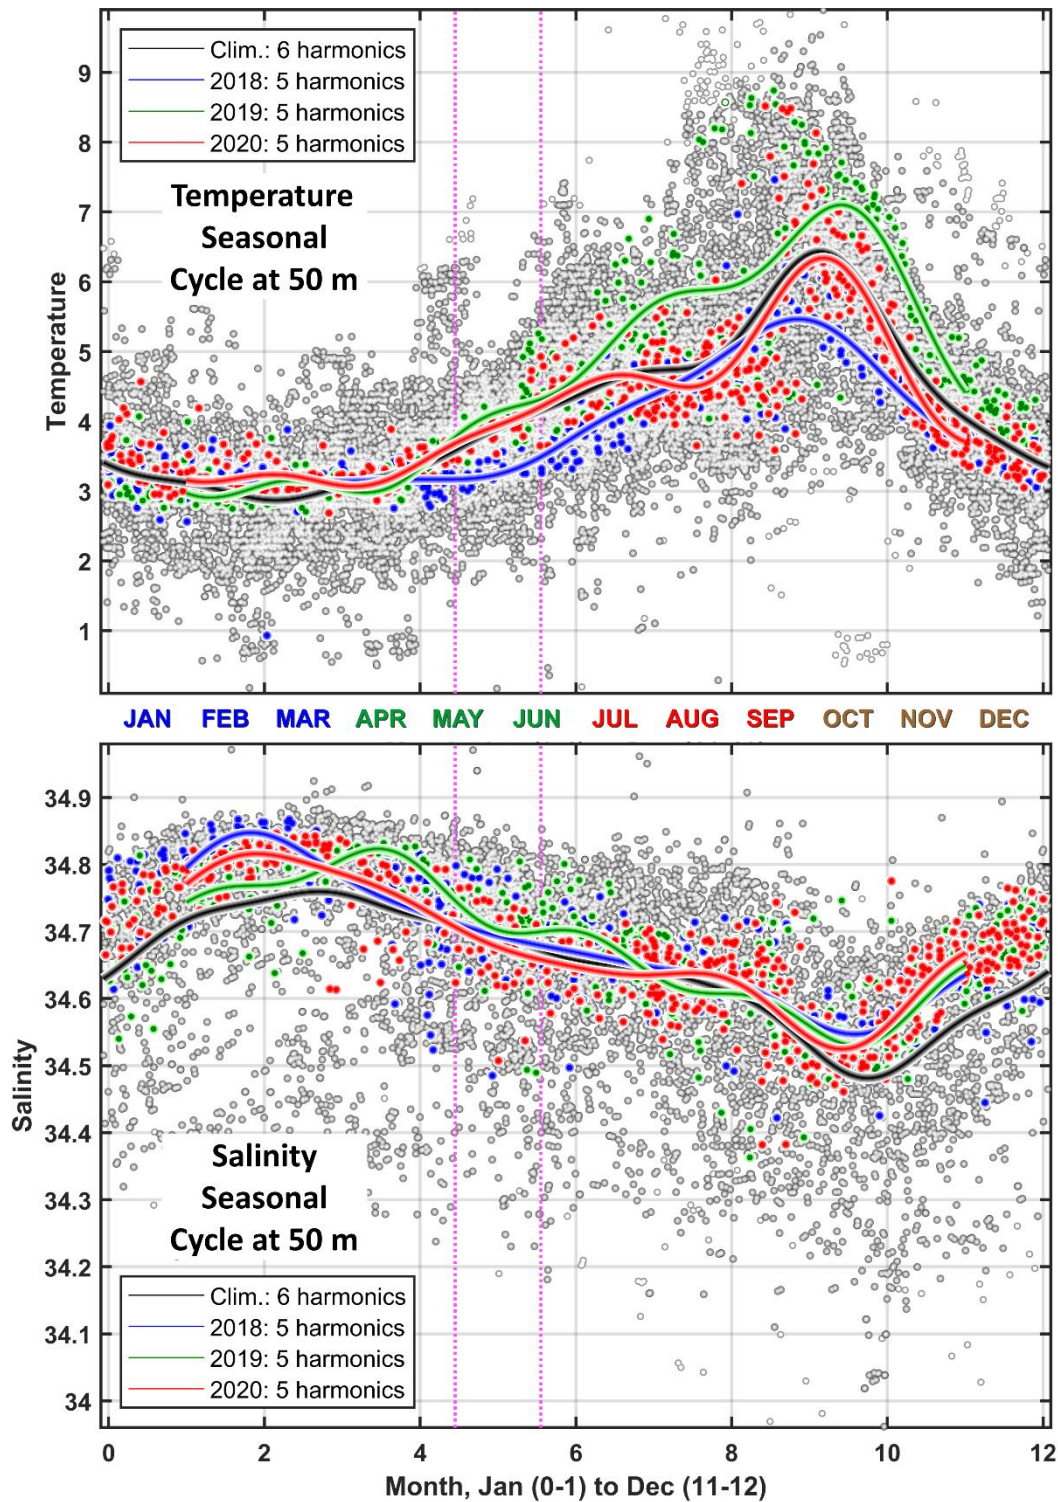 Clim.: 6 harmonics
2018: 5 harmonics
2019: 5 harmonics
2020: 5 harmonics
Temperature
Seasonal
Cycle at 50 m
Temperature
9
8
7
6
5
4
3
2
1
JAN FEB MAR APR MAY JUN JUL AUG SEP OCT NOV DEC
34.9
34.8
34.7
34.6
34.5
34.4
34.3
34.2
34.1
34
Salinity
Salinity
Seasonal
Cycle at 50 m
Clim.: 6 harmonics
2018: 5 harmonics
2019: 5 harmonics
2020: 5 harmonics
0 2 4 6 8 10 12
Month, Jan (0-1) to Dec (11-12)